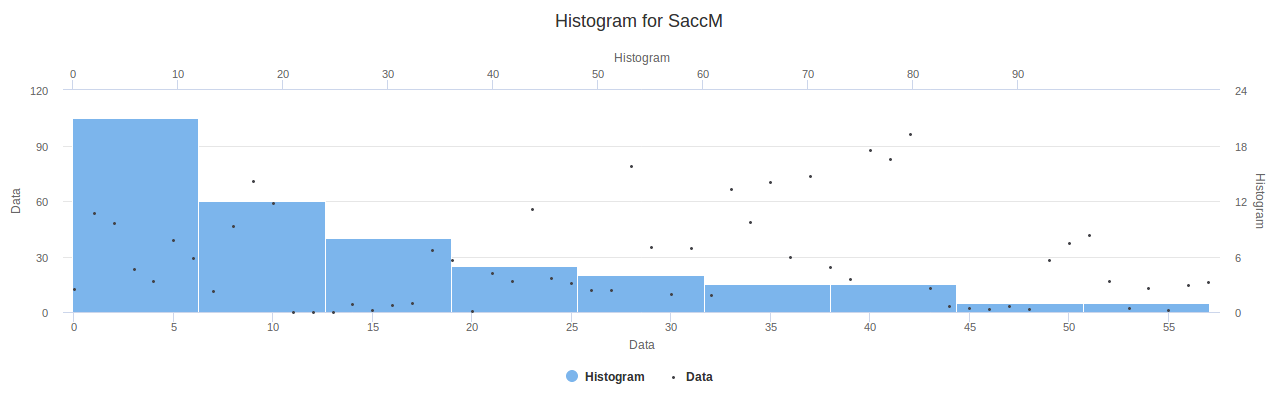 Histogram for SaccM
Histogram
0 10 20 30 40 50 60 70 80 90
120 24
90 18
Data
60 12
Histogram
30 6
0 0
0 5 10 15 20 25 30 35 40 45 50 55
Data
Histogram Data